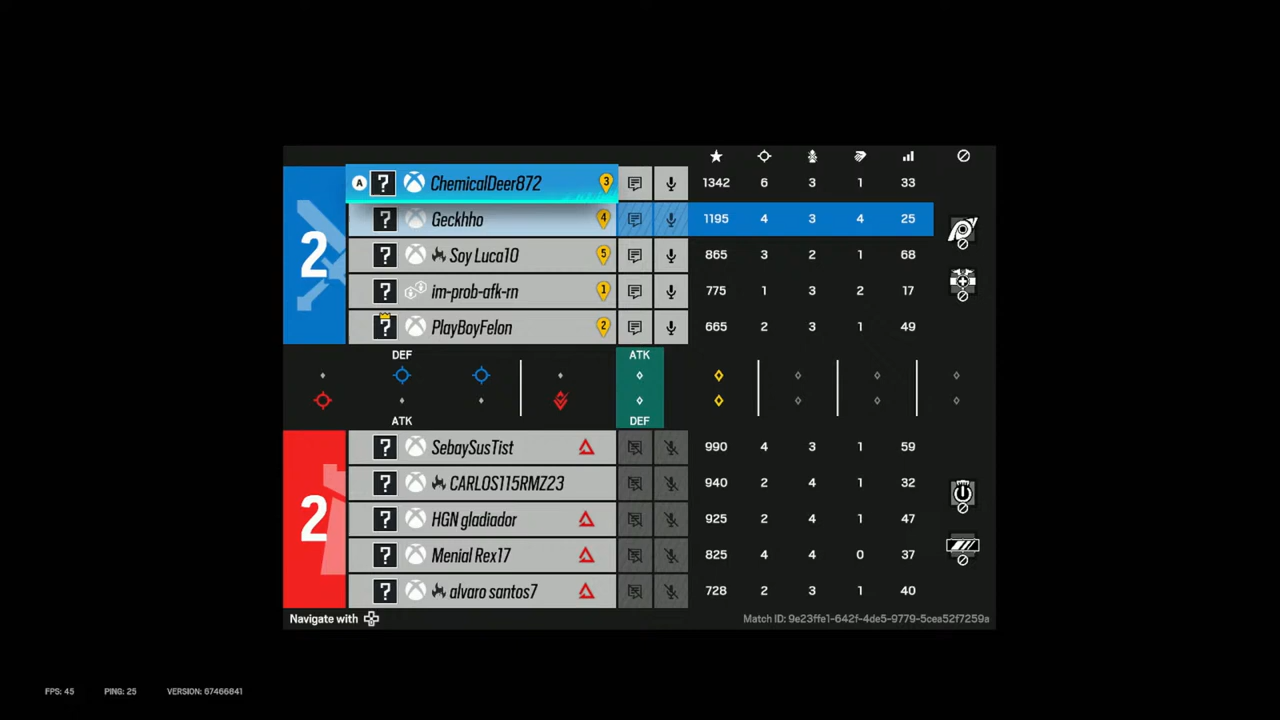 A ? ChemicalDeer872 3 1342 6 3 1 33
? Geckhho 4 1195 4 3 4 25
2
? Soy Luca10 5 865 3 2 1 68
? im-prob-afk-rn 1 775 1 3 2 17
? PlayBoyFelon 2 665 2 3 1 49
DEF ATK
ATK DEF
? SebaySusTist 990 4 3 1 59
? CARLOS115RMZ23 940 2 4 1 32
2
? HGN gladiador 925 2 4 1 47
? Menial Rex17 825 4 4 0 37
? alvaro santos7 728 2 3 1 40
Navigate with Match ID: 9e23ffe1-642f-4de5-9779-5cea52f7259a
FPS: 45 PING: 25 VERSION: 67466841